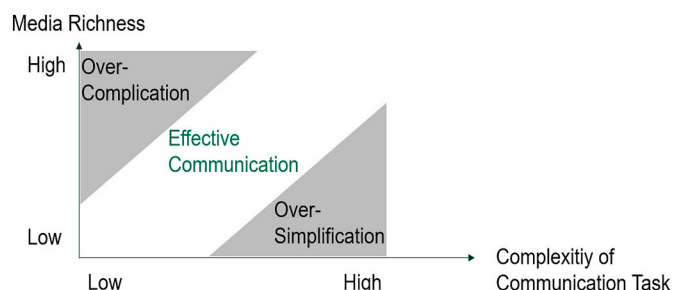 Media Richness
High
Over-
Complication
Effective
Communication
Over-
Simplification
Low
Low
High
Complexitiy of
Communication Task